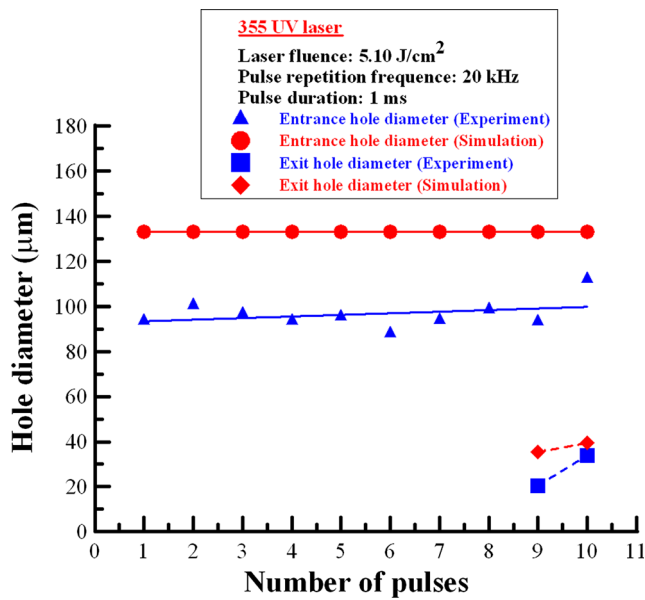 355 UV laser
Laser fluence: 5.10 J/cm2
Pulse repetition frequence: 20 kHz
Pulse duration: 1 ms
Entrance hole diameter (Experiment)
Entrance hole diameter (Simulation)
Exit hole diameter (Experiment)
Exit hole diameter (Simulation)
180
160
140
120
100
80
60
40
20
0
Hole diameter (μm)
0 1 2 3 4 5 6 7 8 9 10 11
Number of pulses